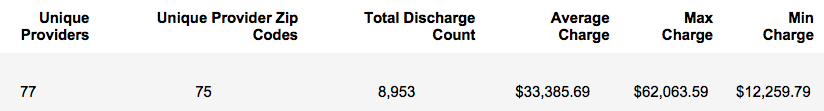 Unique Providers
Unique Provider Zip Codes
Total Discharge Count
Average Charge
Max Charge
Min Charge
77 75 8,953 $33,385.69 $62,063.59 $12,259.79